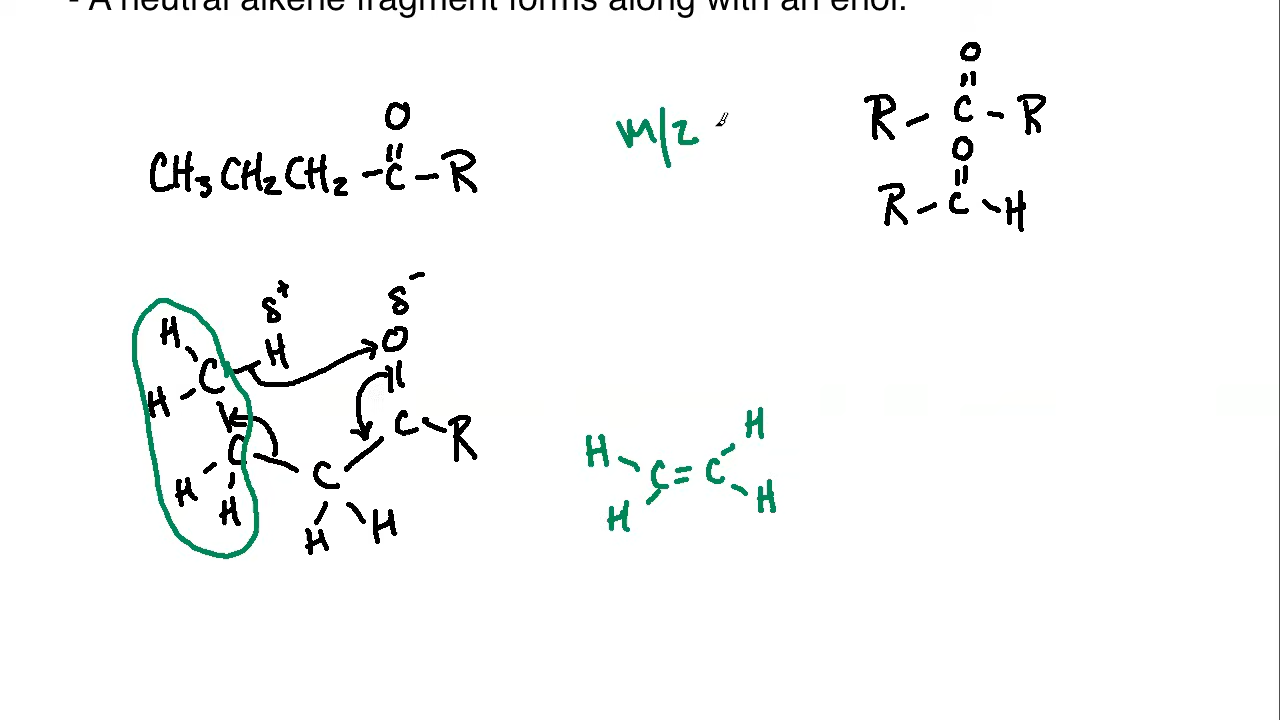 - A neutral alkene fragment forms along with an enol.
O
CH₃CH₂CH₂-C-R
m/z
O
R-C-R
O
R-C-H
δ⁺
H
δ⁻
O
H
C
H
C
H
H
C
H
H
C-R
H
H
C=C
H
H